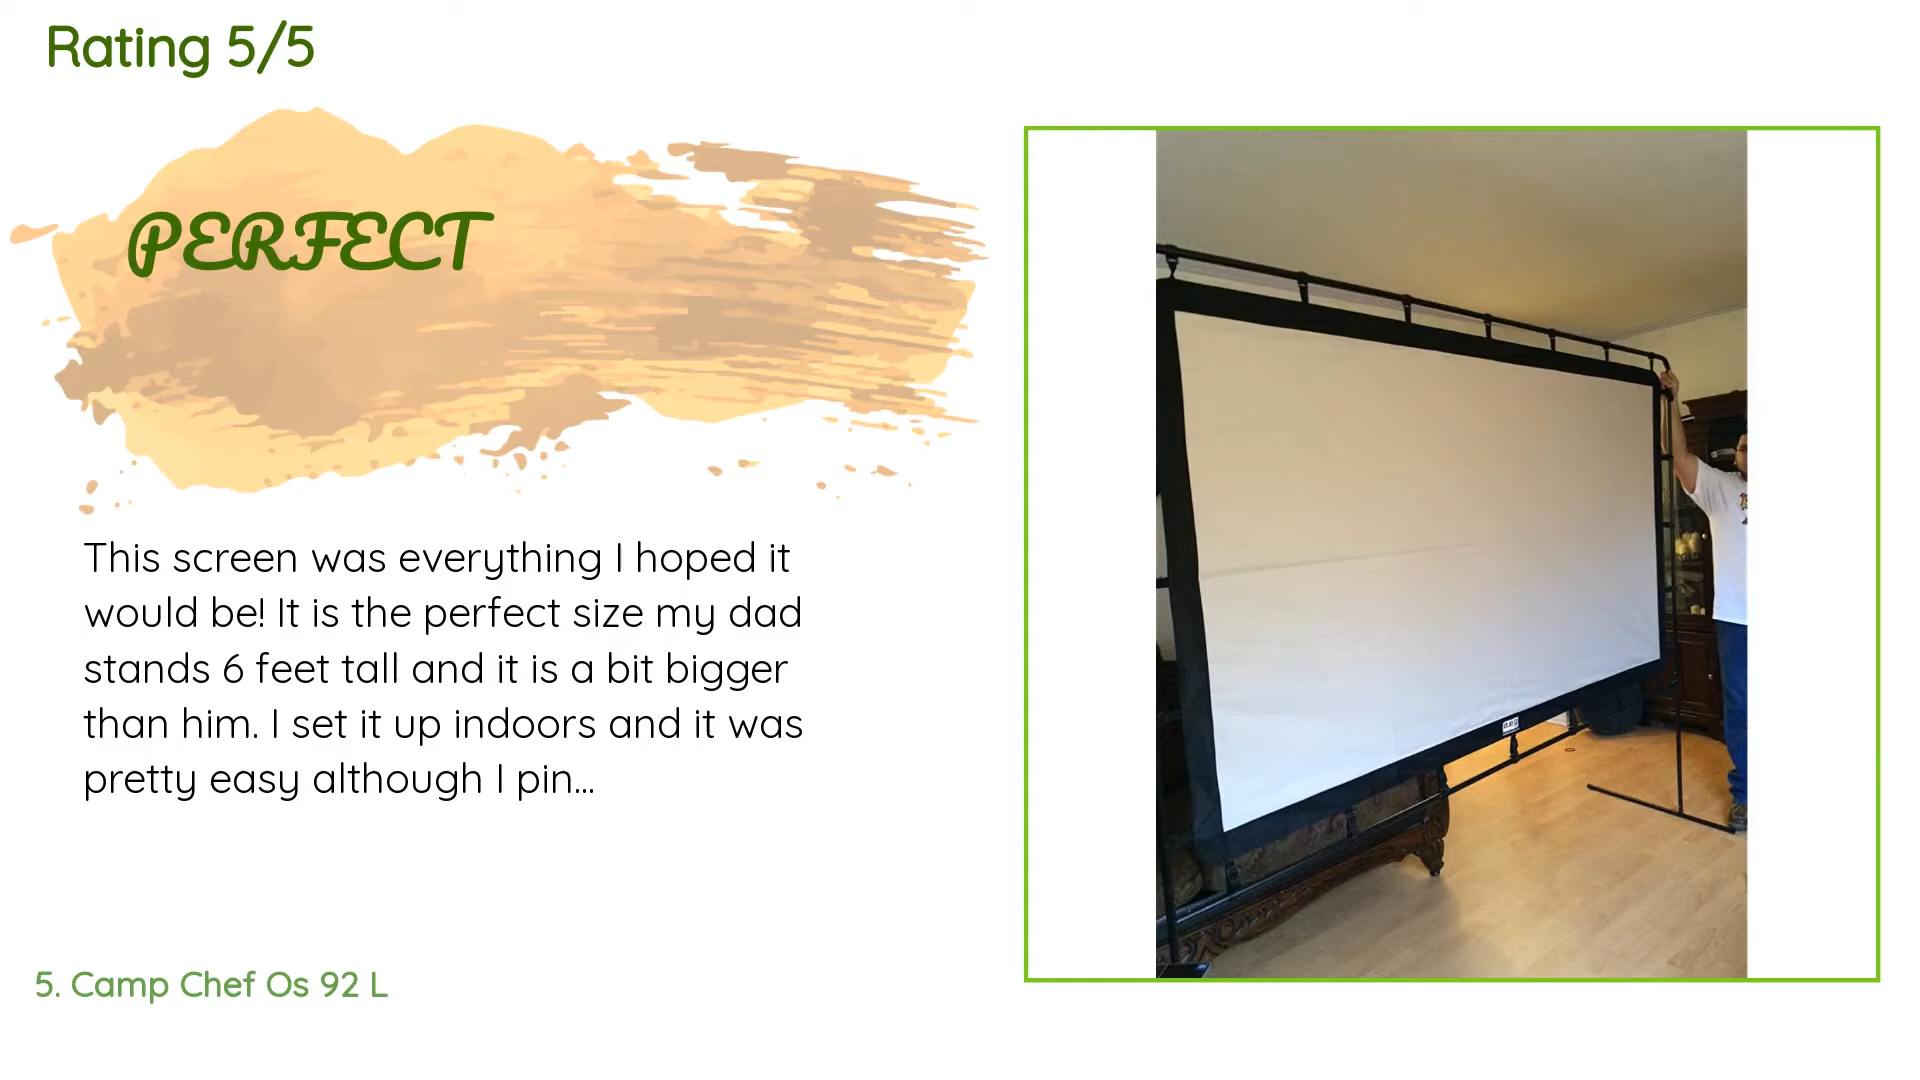 Rating 5/5
PERFECT
This screen was everything I hoped it
would be! It is the perfect size my dad
stands 6 feet tall and it is a bit bigger
than him. I set it up indoors and it was
pretty easy although I pin...
5. Camp Chef Os 92 L